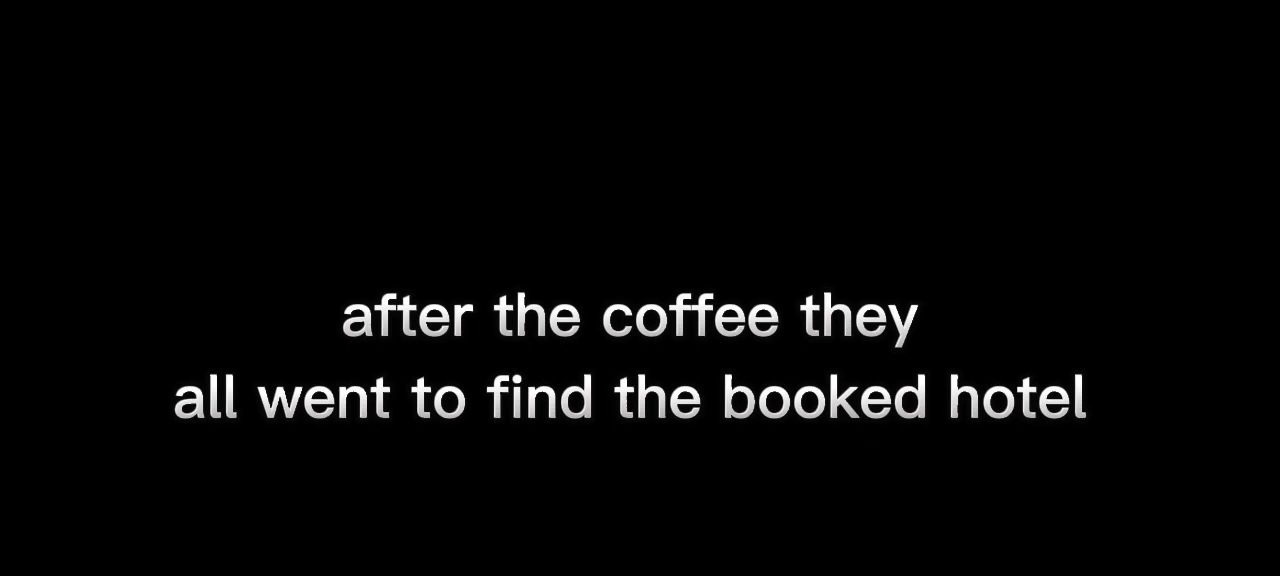 after the coffee they
all went to find the booked hotel